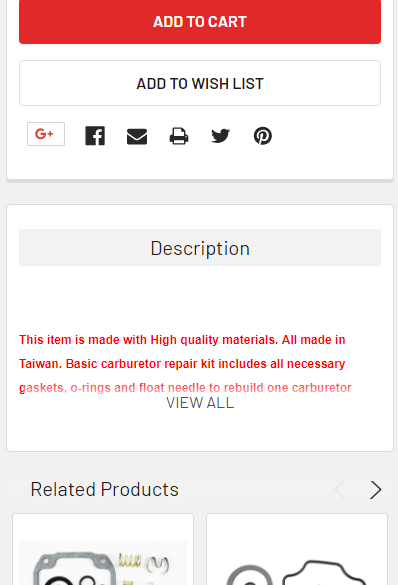 ADD TO CART
ADD TO WISH LIST
G+
Description
This item is made with High quality materials. All made in
Taiwan. Basic carburetor repair kit includes all necessary
gaskets, o-rings and float needle to rebuild one carburetor
VIEW ALL
Related Products